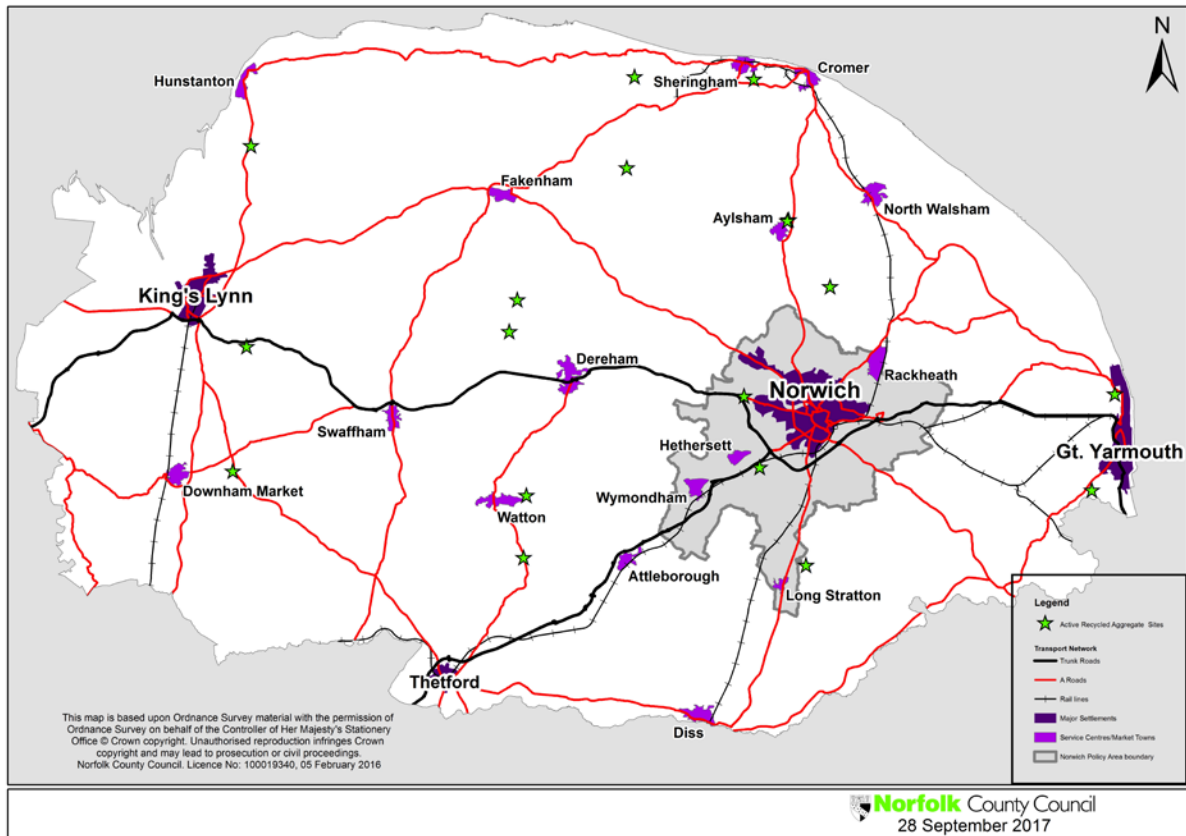 N
Hunstanton
Sheringham
Cromer
Fakenham
Aylsham
North Walsham
King's Lynn
Dereham
Rackheath
Norwich
Swaffham
Hethersett
Gt. Yarmouth
Downham Market
Wymondham
Watton
Attleborough
Long Stratton
Thetford
Diss
Legend
Active Recycled Aggregate Sites
Transport Network
Trunk Roads
A Roads
Rail lines
Major Settlements
Service Centres/Market Towns
Norwich Policy Area boundary
This map is based upon Ordnance Survey material with the permission of
Ordnance Survey on behalf of the Controller of Her Majesty's Stationery
Office © Crown copyright. Unauthorised reproduction infringes Crown
copyright and may lead to prosecution or civil proceedings.
Norfolk County Council. Licence No: 100019340, 05 February 2016
Norfolk County Council
28 September 2017